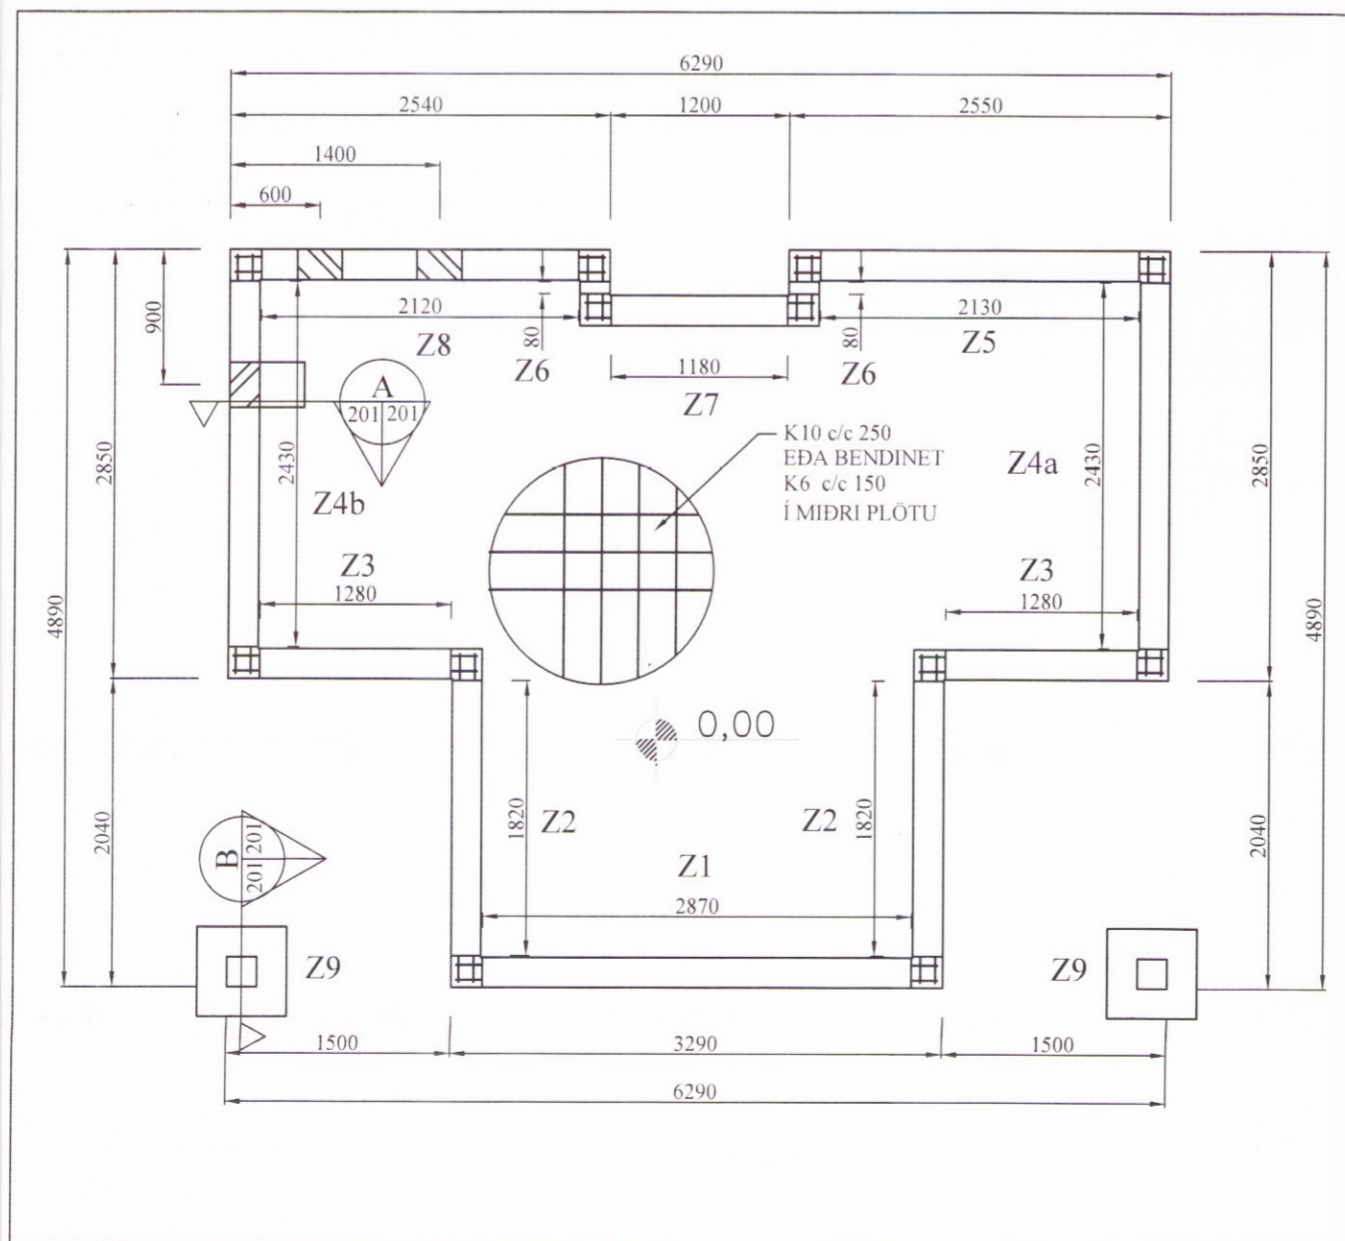 6290
2540
1200
2550
1400
600
900
2120
80
80
2130
Z8
Z6
Z6
Z5
1180
Z7
A
201 201
K10 c/c 250
EÐA BENDINET
K6 c/c 150
Í MIÐRI PLÖTU
2850
2430
Z4b
Z4a
2430
2850
Z3
1280
Z3
1280
4890
4890
0,00
2040
1820
Z2
Z2
1820
2040
B
201 201
Z1
2870
Z9
Z9
1500
3290
1500
6290